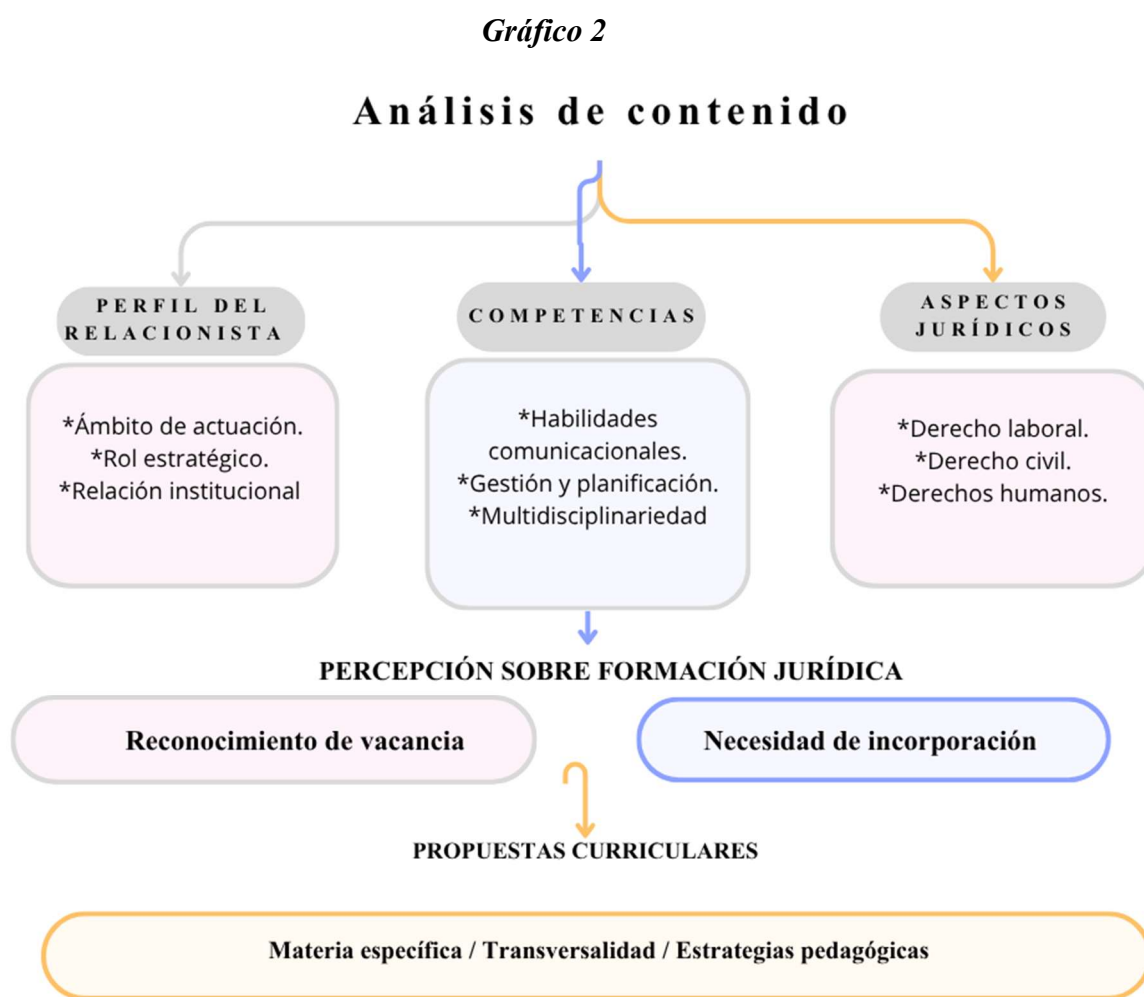 Gráfico 2
Análisis de contenido
PERFIL DEL
RELACIONISTA
*Ámbito de actuación.
*Rol estratégico.
*Relación institucional
COMPETENCIAS
*Habilidades
comunicacionales.
*Gestión y planificación.
*Multidisciplinariedad
ASPECTOS
JURÍDICOS
*Derecho laboral.
*Derecho civil.
*Derechos humanos.
PERCEPCIÓN SOBRE FORMACIÓN JURÍDICA
Reconocimiento de vacancia
Necesidad de incorporación
PROPUESTAS CURRICULARES
Materia específica / Transversalidad / Estrategias pedagógicas